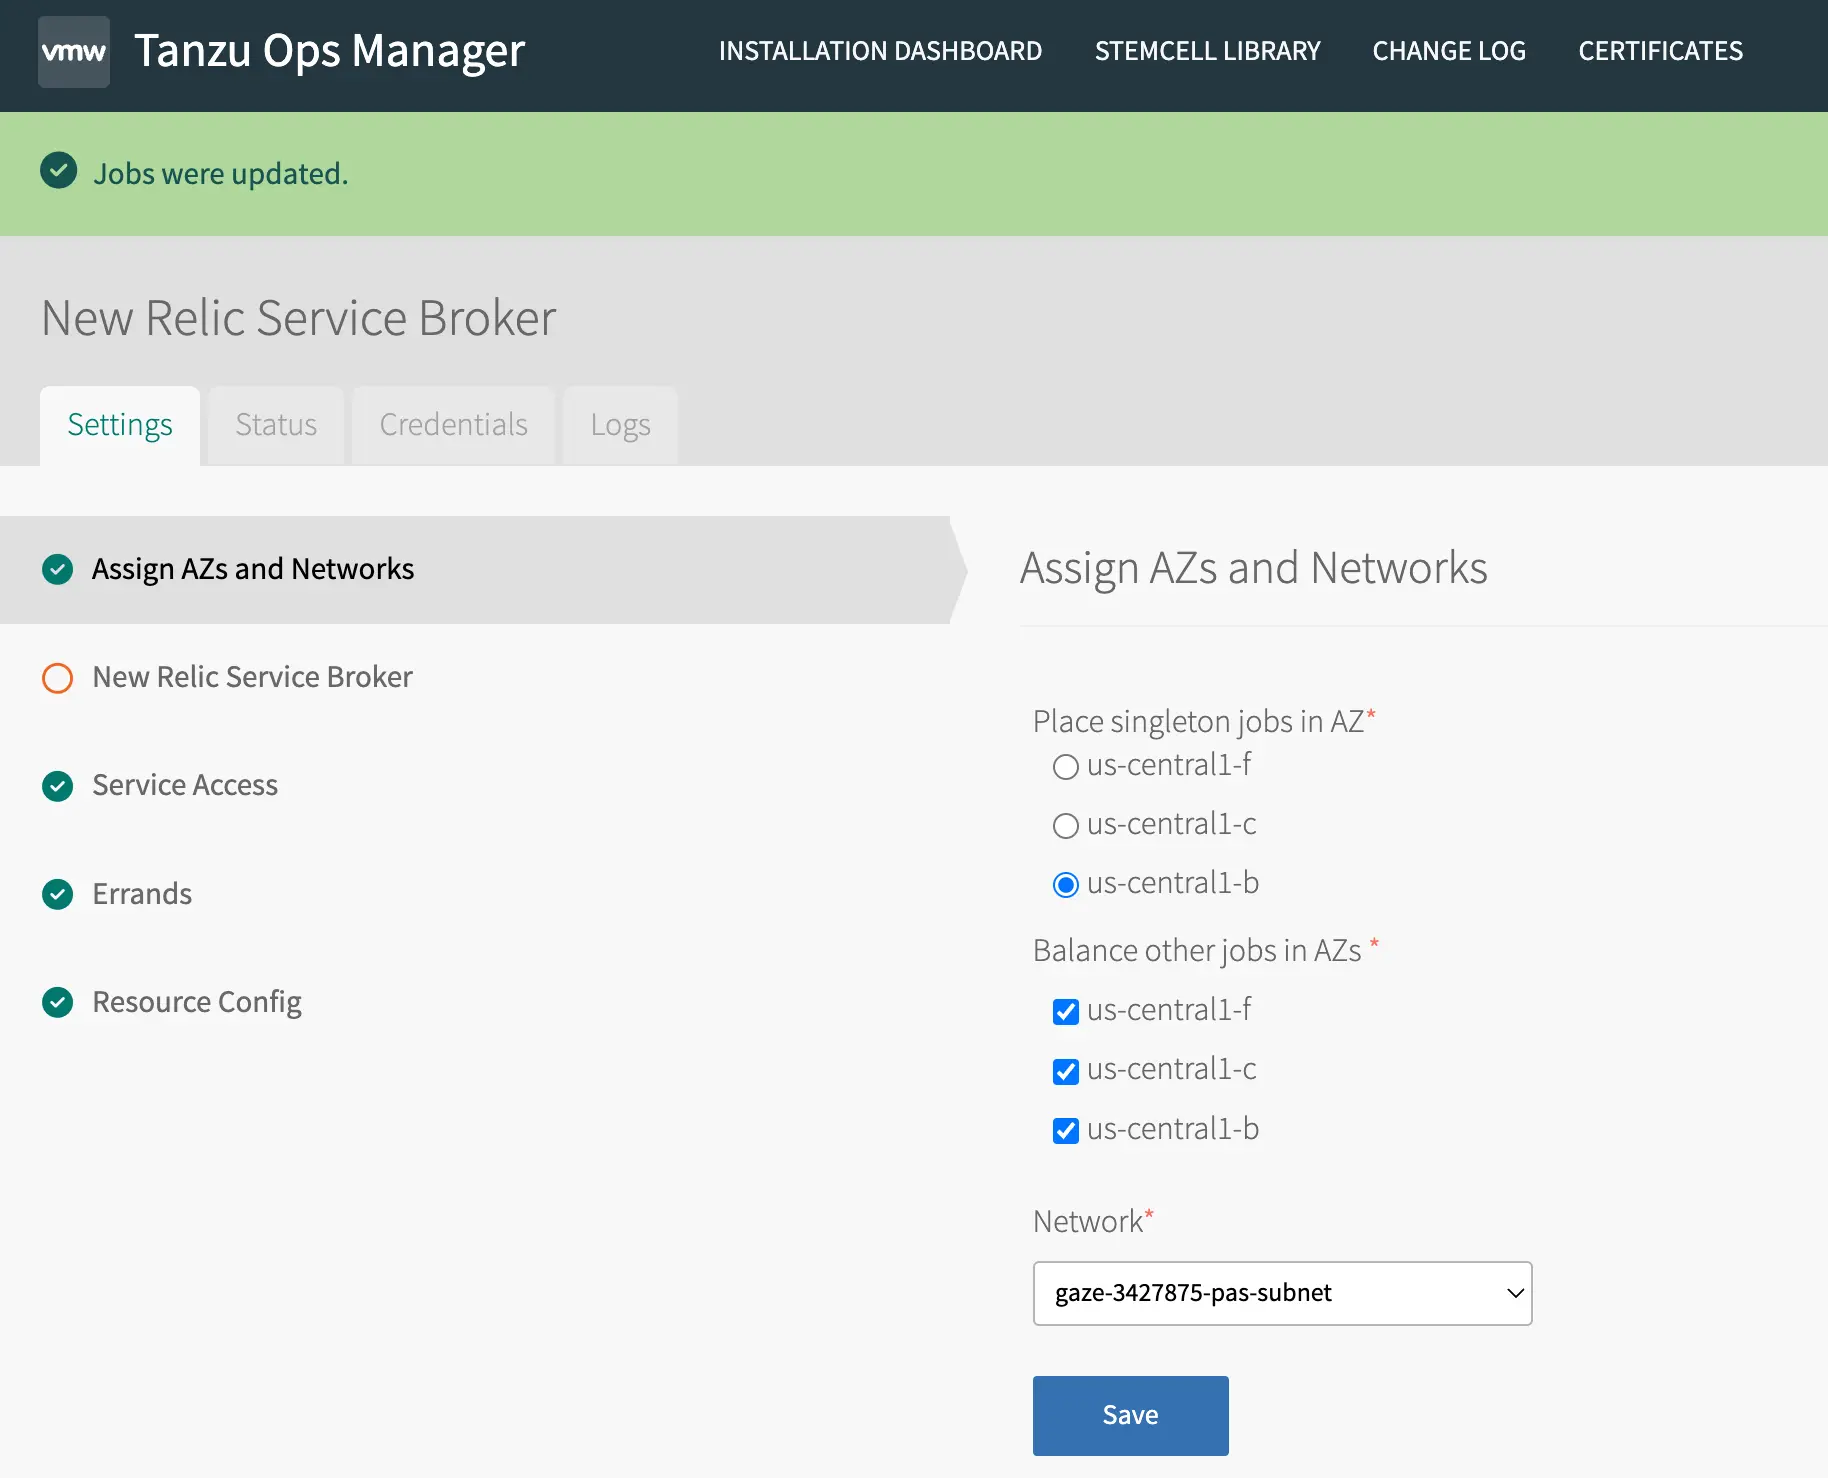 vmw Tanzu Ops Manager INSTALLATION DASHBOARD STEMCELL LIBRARY CHANGE LOG CERTIFICATES
Jobs were updated.
New Relic Service Broker
Settings Status Credentials Logs
Assign AZs and Networks
New Relic Service Broker
Service Access
Errands
Resource Config
Assign AZs and Networks
Place singleton jobs in AZ*
us-central1-f
us-central1-c
us-central1-b
Balance other jobs in AZs *
us-central1-f
us-central1-c
us-central1-b
Network*
gaze-3427875-pas-subnet
Save